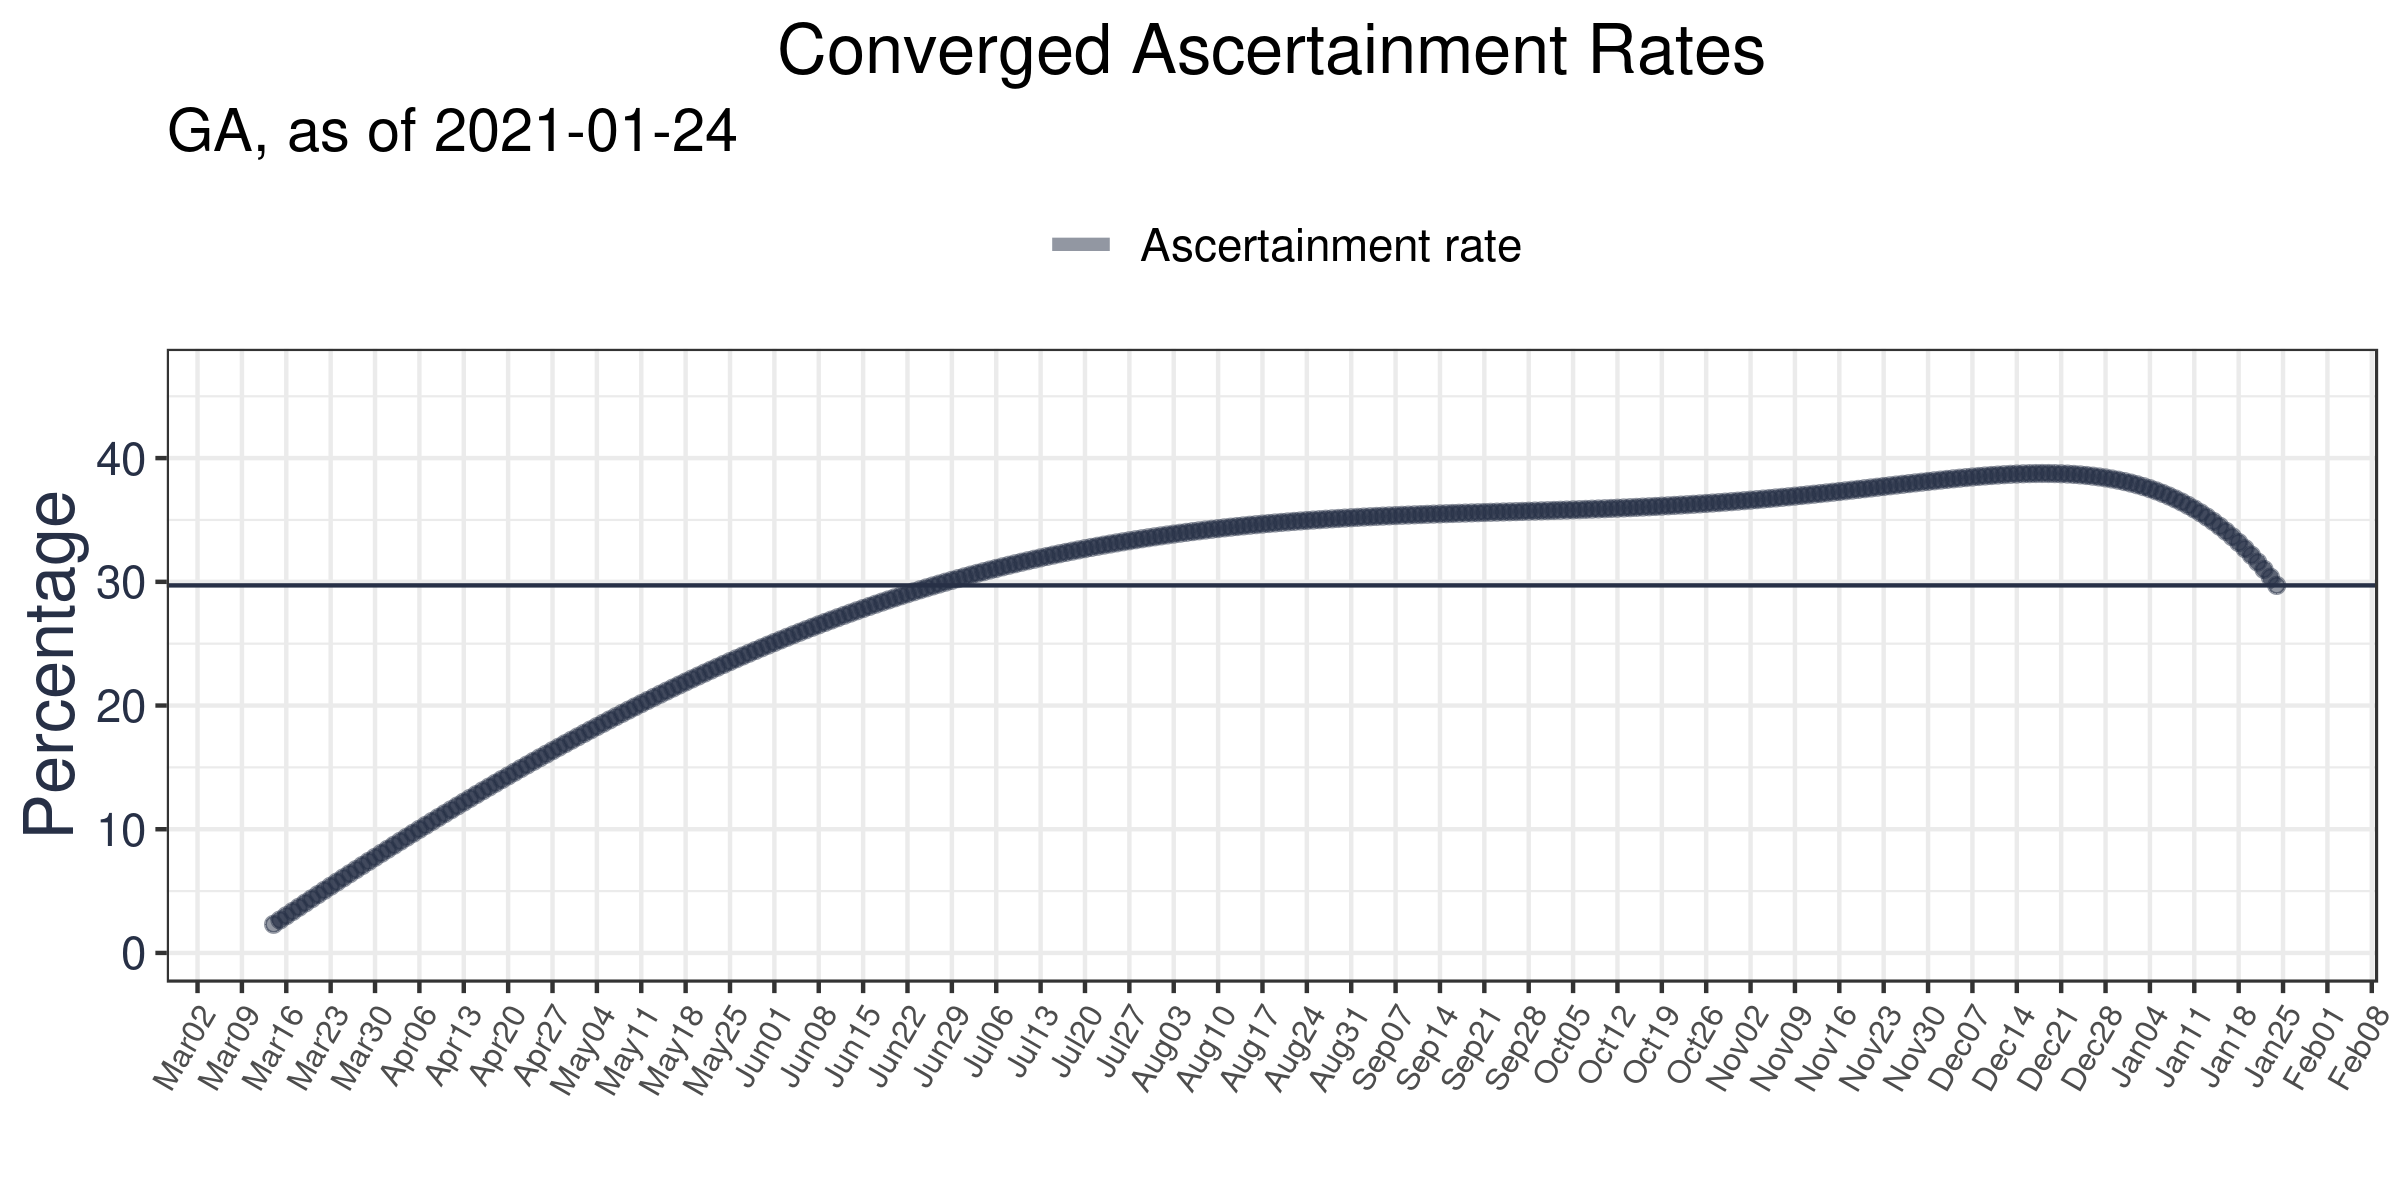 Converged Ascertainment Rates
GA, as of 2021-01-24
Ascertainment rate
Percentage
40
30
20
10
0
Mar02 Mar09 Mar16 Mar23 Mar30 Apr06 Apr13 Apr20 Apr27 May04 May11 May18 May25 Jun01 Jun08 Jun15 Jun22 Jun29 Jul06 Jul13 Jul20 Jul27 Aug03 Aug10 Aug17 Aug24 Aug31 Sep07 Sep14 Sep21 Sep28 Oct05 Oct12 Oct19 Oct26 Nov02 Nov09 Nov16 Nov23 Nov30 Dec07 Dec14 Dec21 Dec28 Jan04 Jan11 Jan18 Jan25 Feb01 Feb08